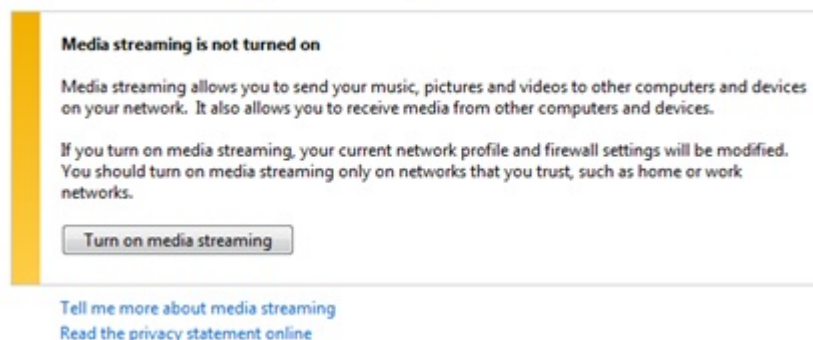 Media streaming is not turned on
Media streaming allows you to send your music, pictures and videos to other computers and devices
on your network. It also allows you to receive media from other computers and devices.
If you turn on media streaming, your current network profile and firewall settings will be modified.
You should turn on media streaming only on networks that you trust, such as home or work
networks.
Turn on media streaming
Tell me more about media streaming
Read the privacy statement online